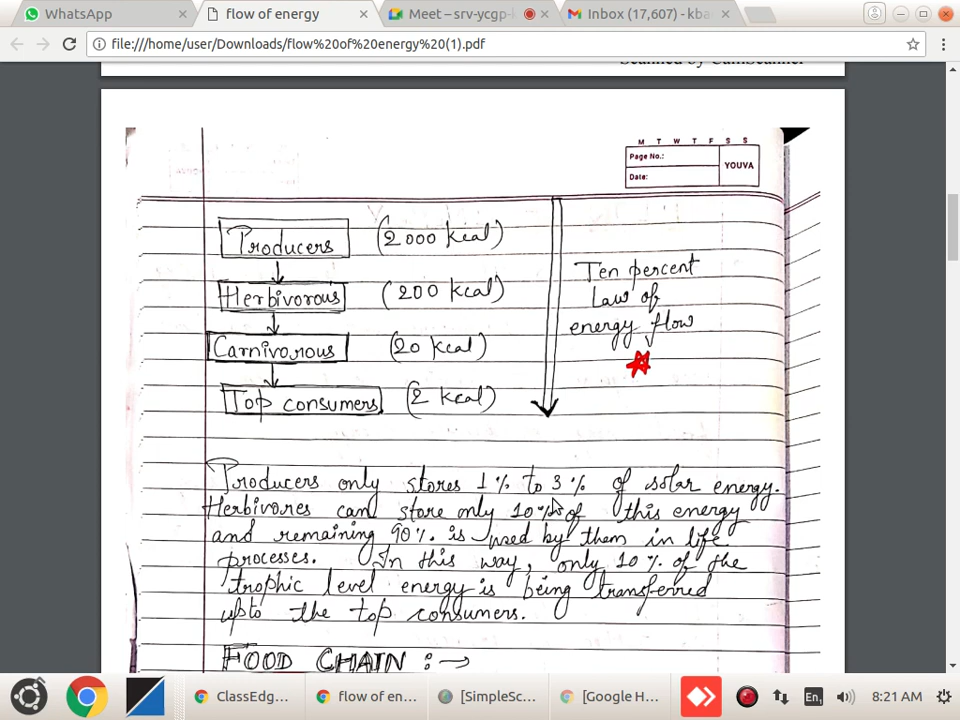 WhatsApp
flow of energy
Meet – srv-ycgp-
Inbox (17,607) - kba
file:///home/user/Downloads/flow%20of%20energy%20(1).pdf
Scanned by CamScanner
M T W T F S S
Page No.:
YOUVA
Date:
Producers (2000 kcal)
Herbivorous (200 kcal)
Carnivorous (20 kcal)
Top consumers (2 kcal)
Ten percent
Law of
energy flow
Producers only stores 1% to 3% of solar energy.
Herbivores can store only 10% of this energy
and remaining 90% is used by them in life
processes. In this way, only 10% of the
trophic level energy is being transferred
upto the top consumers.
FOOD CHAIN :→
ClassEdg...
flow of en...
[SimpleSc...
[Google H...
En1
8:21 AM